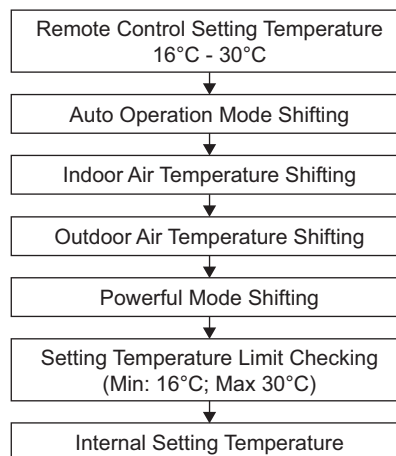 Remote Control Setting Temperature
16°C - 30°C
Auto Operation Mode Shifting
Indoor Air Temperature Shifting
Outdoor Air Temperature Shifting
Powerful Mode Shifting
Setting Temperature Limit Checking
(Min: 16°C; Max 30°C)
Internal Setting Temperature